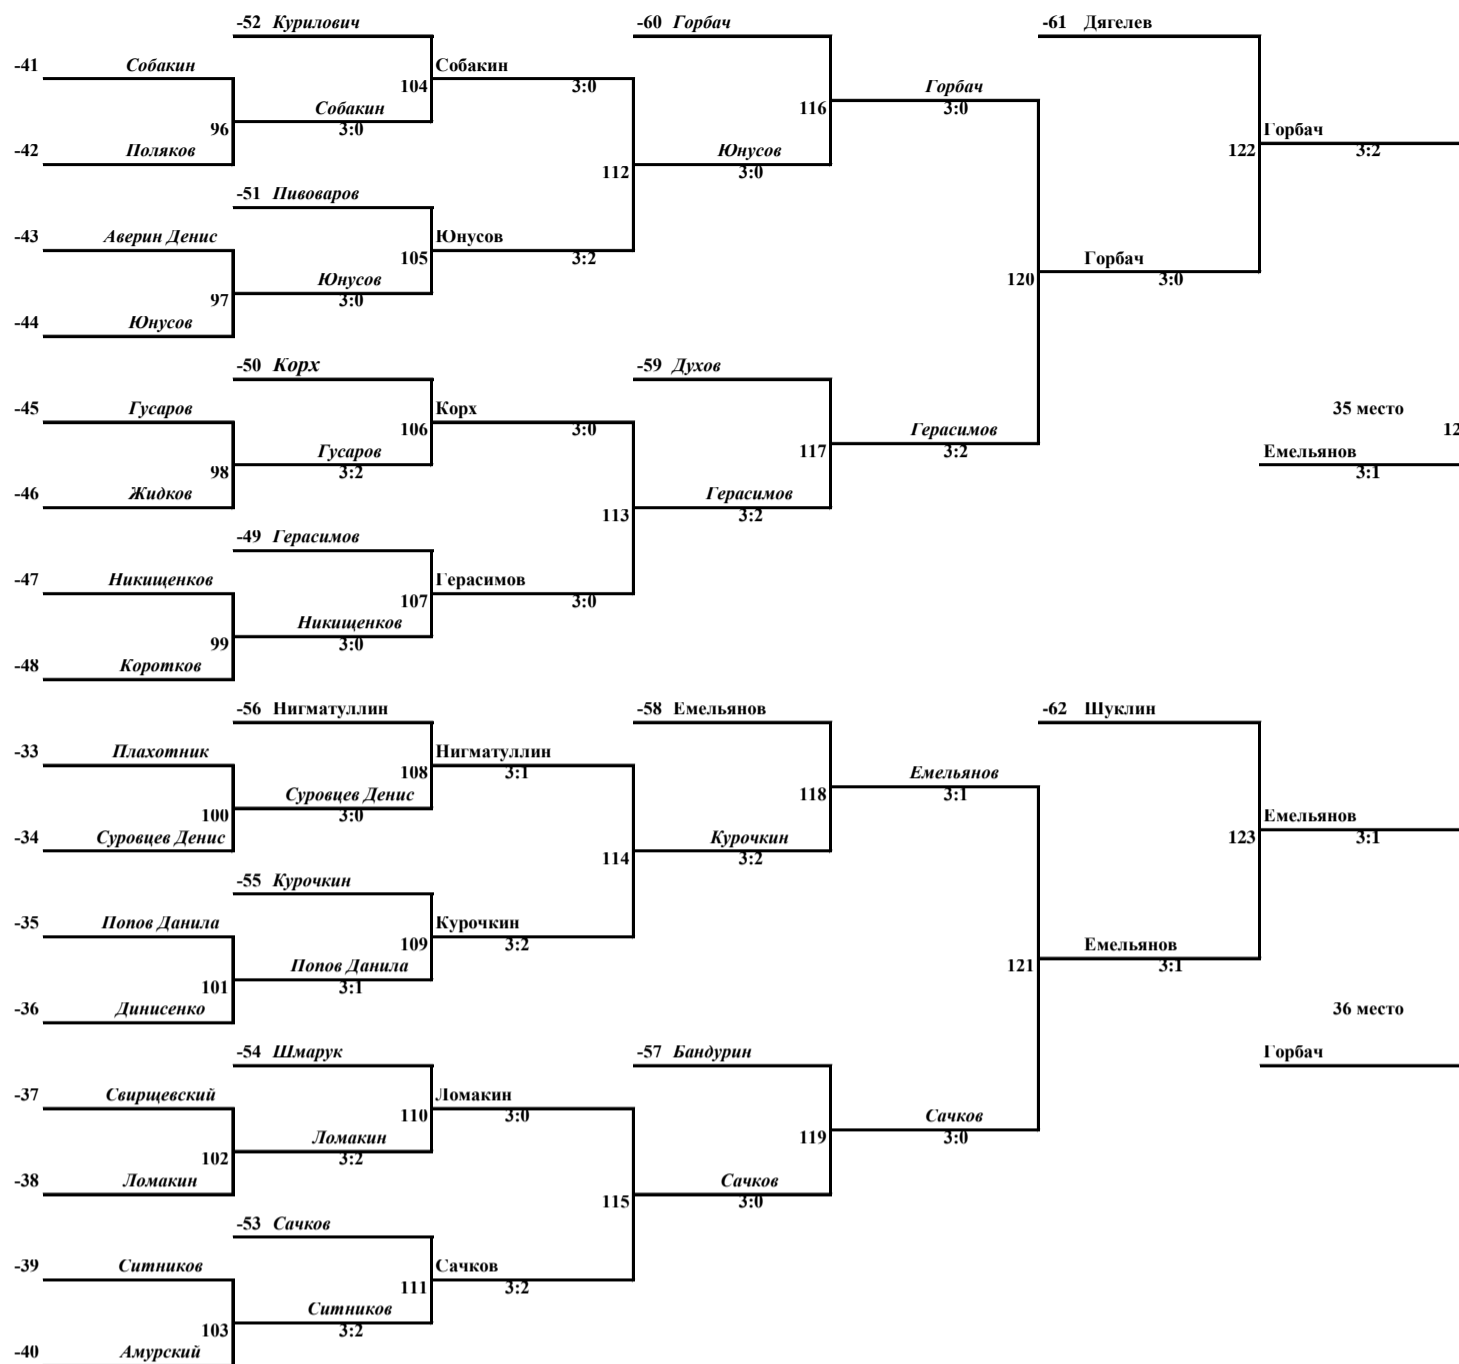 -52 Курилович -60 Горбач -61 Дягелев
-41 Собакин Собакин
104 3:0 Горбач
Собакин 116 3:0
96 3:0 Горбач
-42 Поляков Юнусов 122 3:2
112 3:0
-51 Пивоваров
-43 Аверин Денис Юнусов
105 3:2 Горбач
Юнусов 120 3:0
97 3:0
-44 Юнусов
-50 Корх -59 Духов
-45 Гусаров Корх 35 место
106 3:0 Герасимов 12
Гусаров 117 3:2 Емельянов
98 3:2 3:1
-46 Жидков Герасимов
113 3:2
-49 Герасимов
-47 Никищенков Герасимов
107 3:0
Никищенков
99 3:0
-48 Коротков
-56 Нигматуллин -58 Емельянов -62 Шуклин
-33 Плахотник Нигматуллин
108 3:1 Емельянов
Суровцев Денис 118 3:1
100 3:0 Емельянов
-34 Суровцев Денис Курочкин 123 3:1
114 3:2
-55 Курочкин
-35 Попов Данила Курочкин
109 3:2 Емельянов
Попов Данила 121 3:1
101 3:1
-36 Динисенко 36 место
-54 Шмарук -57 Бандурин Горбач
-37 Свирщевский Ломакин
110 3:0 Сачков
Ломакин 119 3:0
102 3:2
-38 Ломакин Сачков
115 3:0
-53 Сачков
-39 Ситников Сачков
111 3:2
Ситников
103 3:2
-40 Амурский